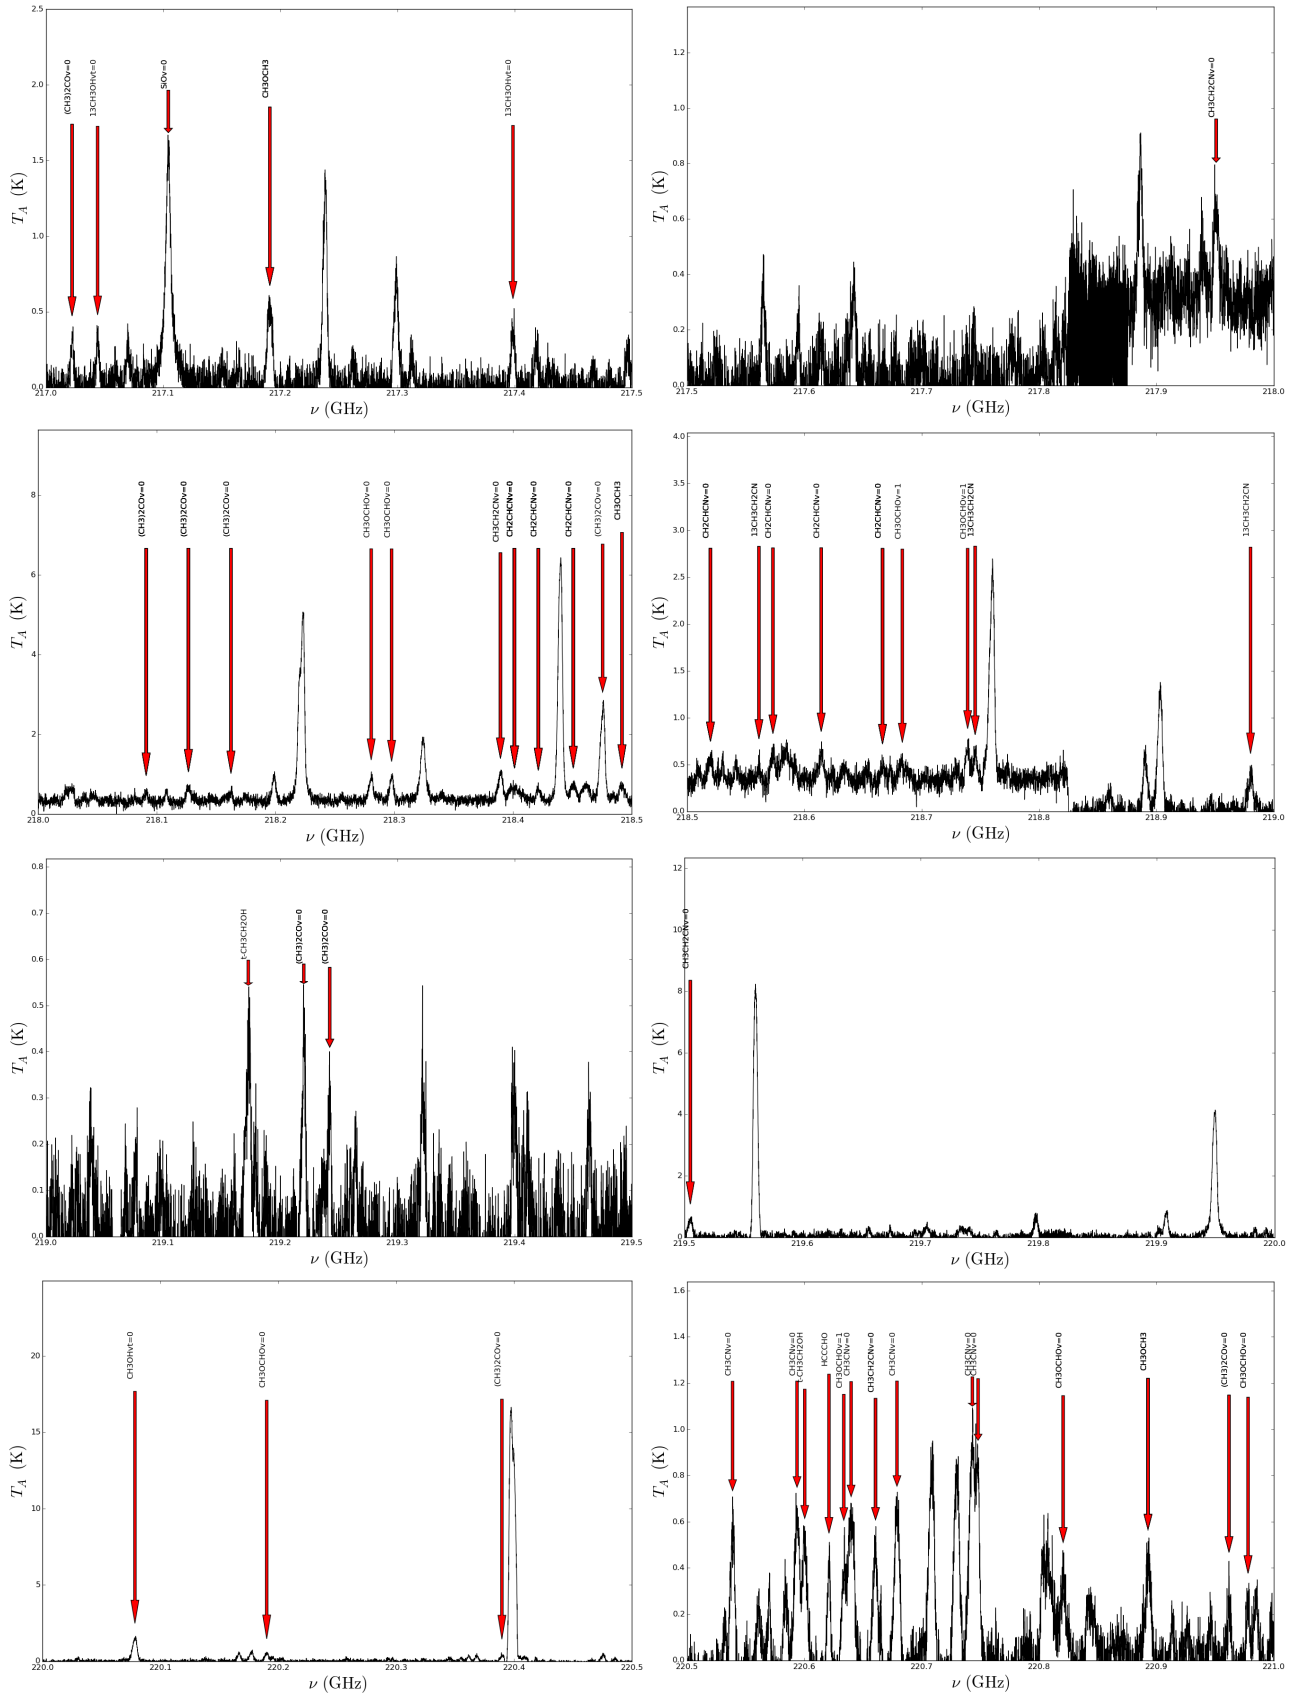 2.5
2.0
1.5
1.0
0.5
0.0
T_A (K)
(CH3)2COv=0
13CH3OHvt=0
SiOv=0
CH3OCH3
13CH3OHvt=0
217.0 217.1 217.2 217.3 217.4 217.5
ν (GHz)
1.2
1.0
0.8
0.6
0.4
0.2
0.0
T_A (K)
CH3CH2CNv=0
217.5 217.6 217.7 217.8 217.9 218.0
ν (GHz)
8
6
4
2
0
T_A (K)
(CH3)2COv=0
(CH3)2COv=0
(CH3)2COv=0
CH3OCHOv=0
CH3OCHOv=0
CH3CH2CNv=0
CH2CHCNv=0
CH2CHCNv=0
CH2CHCNv=0
(CH3)2COv=0
CH3OCH3
218.0 218.1 218.2 218.3 218.4 218.5
ν (GHz)
4.0
3.5
3.0
2.5
2.0
1.5
1.0
0.5
0.0
T_A (K)
CH2CHCNv=0
13CH3CH2CN
CH2CHCNv=0
CH2CHCNv=0
CH2CHCNv=0
CH3OCHOv=1
CH3OCHOv=1
13CH3CH2CN
13CH3CH2CN
218.5 218.6 218.7 218.8 218.9 219.0
ν (GHz)
0.8
0.7
0.6
0.5
0.4
0.3
0.2
0.1
0.0
T_A (K)
t-CH3CH2OH
(CH3)2COv=0
(CH3)2COv=0
219.0 219.1 219.2 219.3 219.4 219.5
ν (GHz)
12
10
8
6
4
2
0
T_A (K)
CH3CH2CNv=0
219.5 219.6 219.7 219.8 219.9 220.0
ν (GHz)
20
15
10
5
0
T_A (K)
CH3OHvt=0
CH3OCHOv=0
(CH3)2COv=0
220.0 220.1 220.2 220.3 220.4 220.5
ν (GHz)
1.6
1.4
1.2
1.0
0.8
0.6
0.4
0.2
0.0
T_A (K)
CH3CNv=0
CH3CNv=0
t-CH3CH2OH
HCCCHO
CH3OCHOv=1
CH3CNv=0
CH3CH2CNv=0
CH3CNv=0
CH3CNv=0
CH3CNv=0
CH3OCHOv=0
CH3OCH3
(CH3)2COv=0
CH3OCHOv=0
220.5 220.6 220.7 220.8 220.9 221.0
ν (GHz)